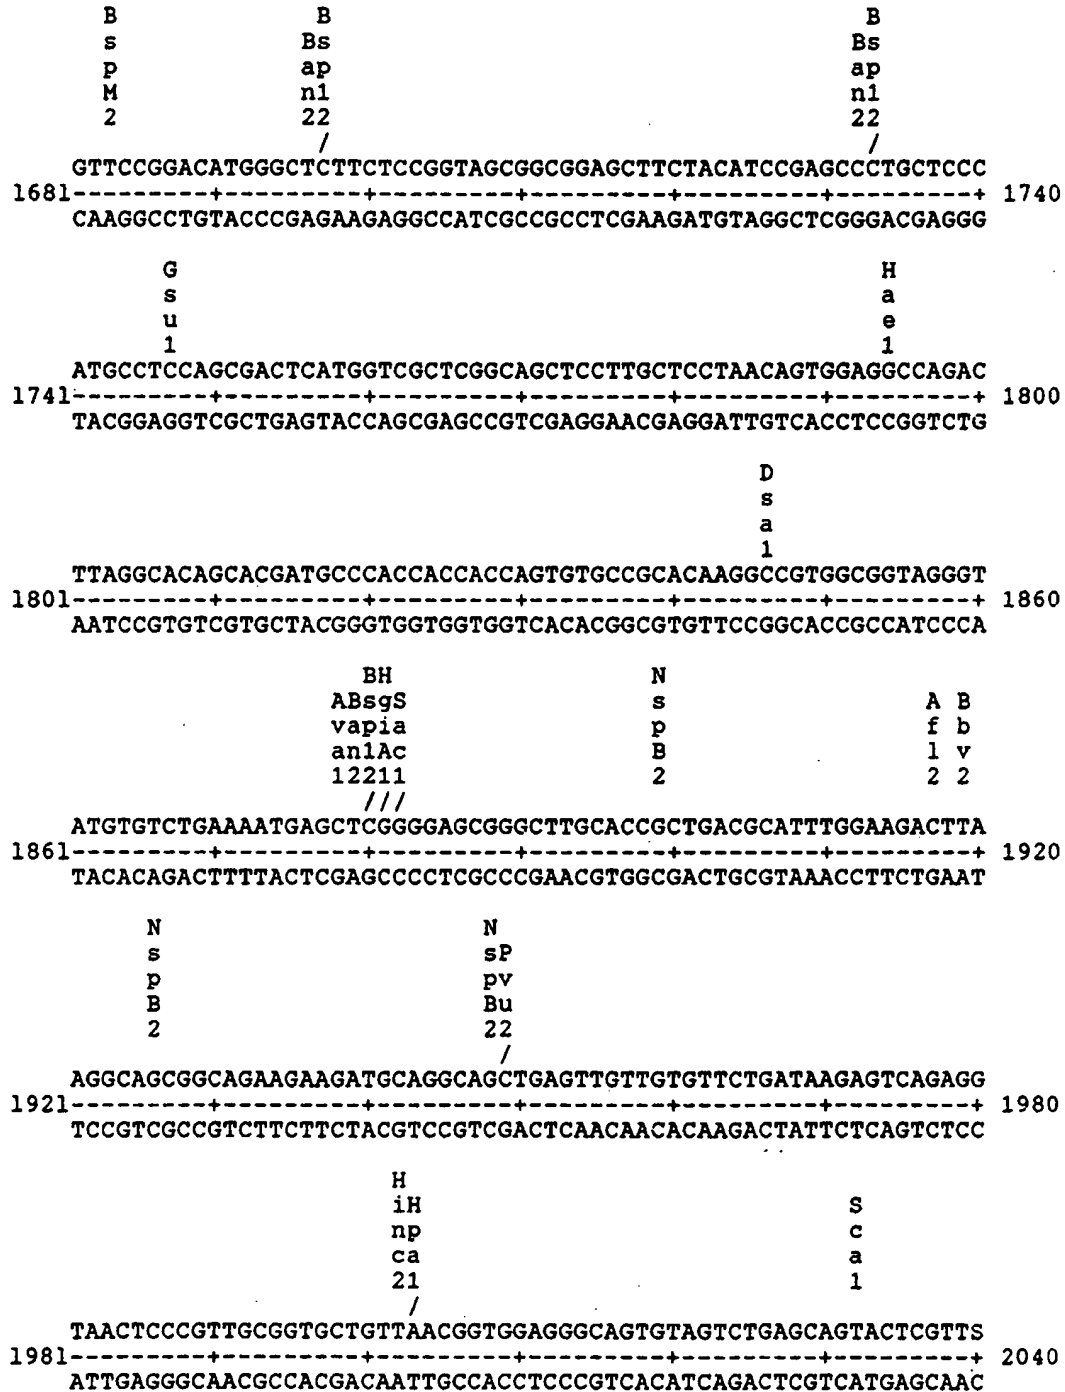 B B B
s Bs Bs
p ap ap
M n1 n1
2 22 22
/ /
GTTCCGGACATGGGCTCTTCTCCGGTAGCGGCGGAGCTTCTACATCCGAGCCCTGCTCCC
1681---------+---------+---------+---------+---------+---------+ 1740
CAAGGCCTGTACCCGAGAAGAGGCCATCGCCGCCTCGAAGATGTAGGCTCGGGACGAGGG
G H
s a
u e
1 1
ATGCCTCCAGCGACTCATGGTCGCTCGGCAGCTCCTTGCTCCTAACAGTGGAGGCCAGAC
1741---------+---------+---------+---------+---------+---------+ 1800
TACGGAGGTCGCTGAGTACCAGCGAGCCGTCGAGGAACGAGGATTGTCACCTCCGGTCTG
D
s
a
1
TTAGGCACAGCACGATGCCCACCACCACCAGTGTGCCGCACAAGGCCGTGGCGGTAGGGT
1801---------+---------+---------+---------+---------+---------+ 1860
AATCCGTGTCGTGCTACGGGTGGTGGTGGTCACACGGCGTGTTCCGGCACCGCCATCCCA
BH N
ABsgS s A B
vapia p f b
an1Ac B l v
12211 2 2 2
///
ATGTGTCTGAAAATGAGCTCGGGGAGCGGGCTTGCACCGCTGACGCATTTGGAAGACTTA
1861---------+---------+---------+---------+---------+---------+ 1920
TACACAGACTTTTACTCGAGCCCCTCGCCCGAACGTGGCGACTGCGTAAACCTTCTGAAT
N N
s sP
p pv
B Bu
2 22
/
AGGCAGCGGCAGAAGAAGATGCAGGCAGCTGAGTTGTTGTGTTCTGATAAGAGTCAGAGG
1921---------+---------+---------+---------+---------+---------+ 1980
TCCGTCGCCGTCTTCTTCTACGTCCGTCGACTCAACAACACAAGACTATTCTCAGTCTCC
H
iH S
np c
ca a
21 1
/
TAACTCCCGTTGCGGTGCTGTTAACGGTGGAGGGCAGTGTAGTCTGAGCAGTACTCGTTS
1981---------+---------+---------+---------+---------+---------+ 2040
ATTGAGGGCAACGCCACGACAATTGCCACCTCCCGTCACATCAGACTCGTCATGAGCAAC